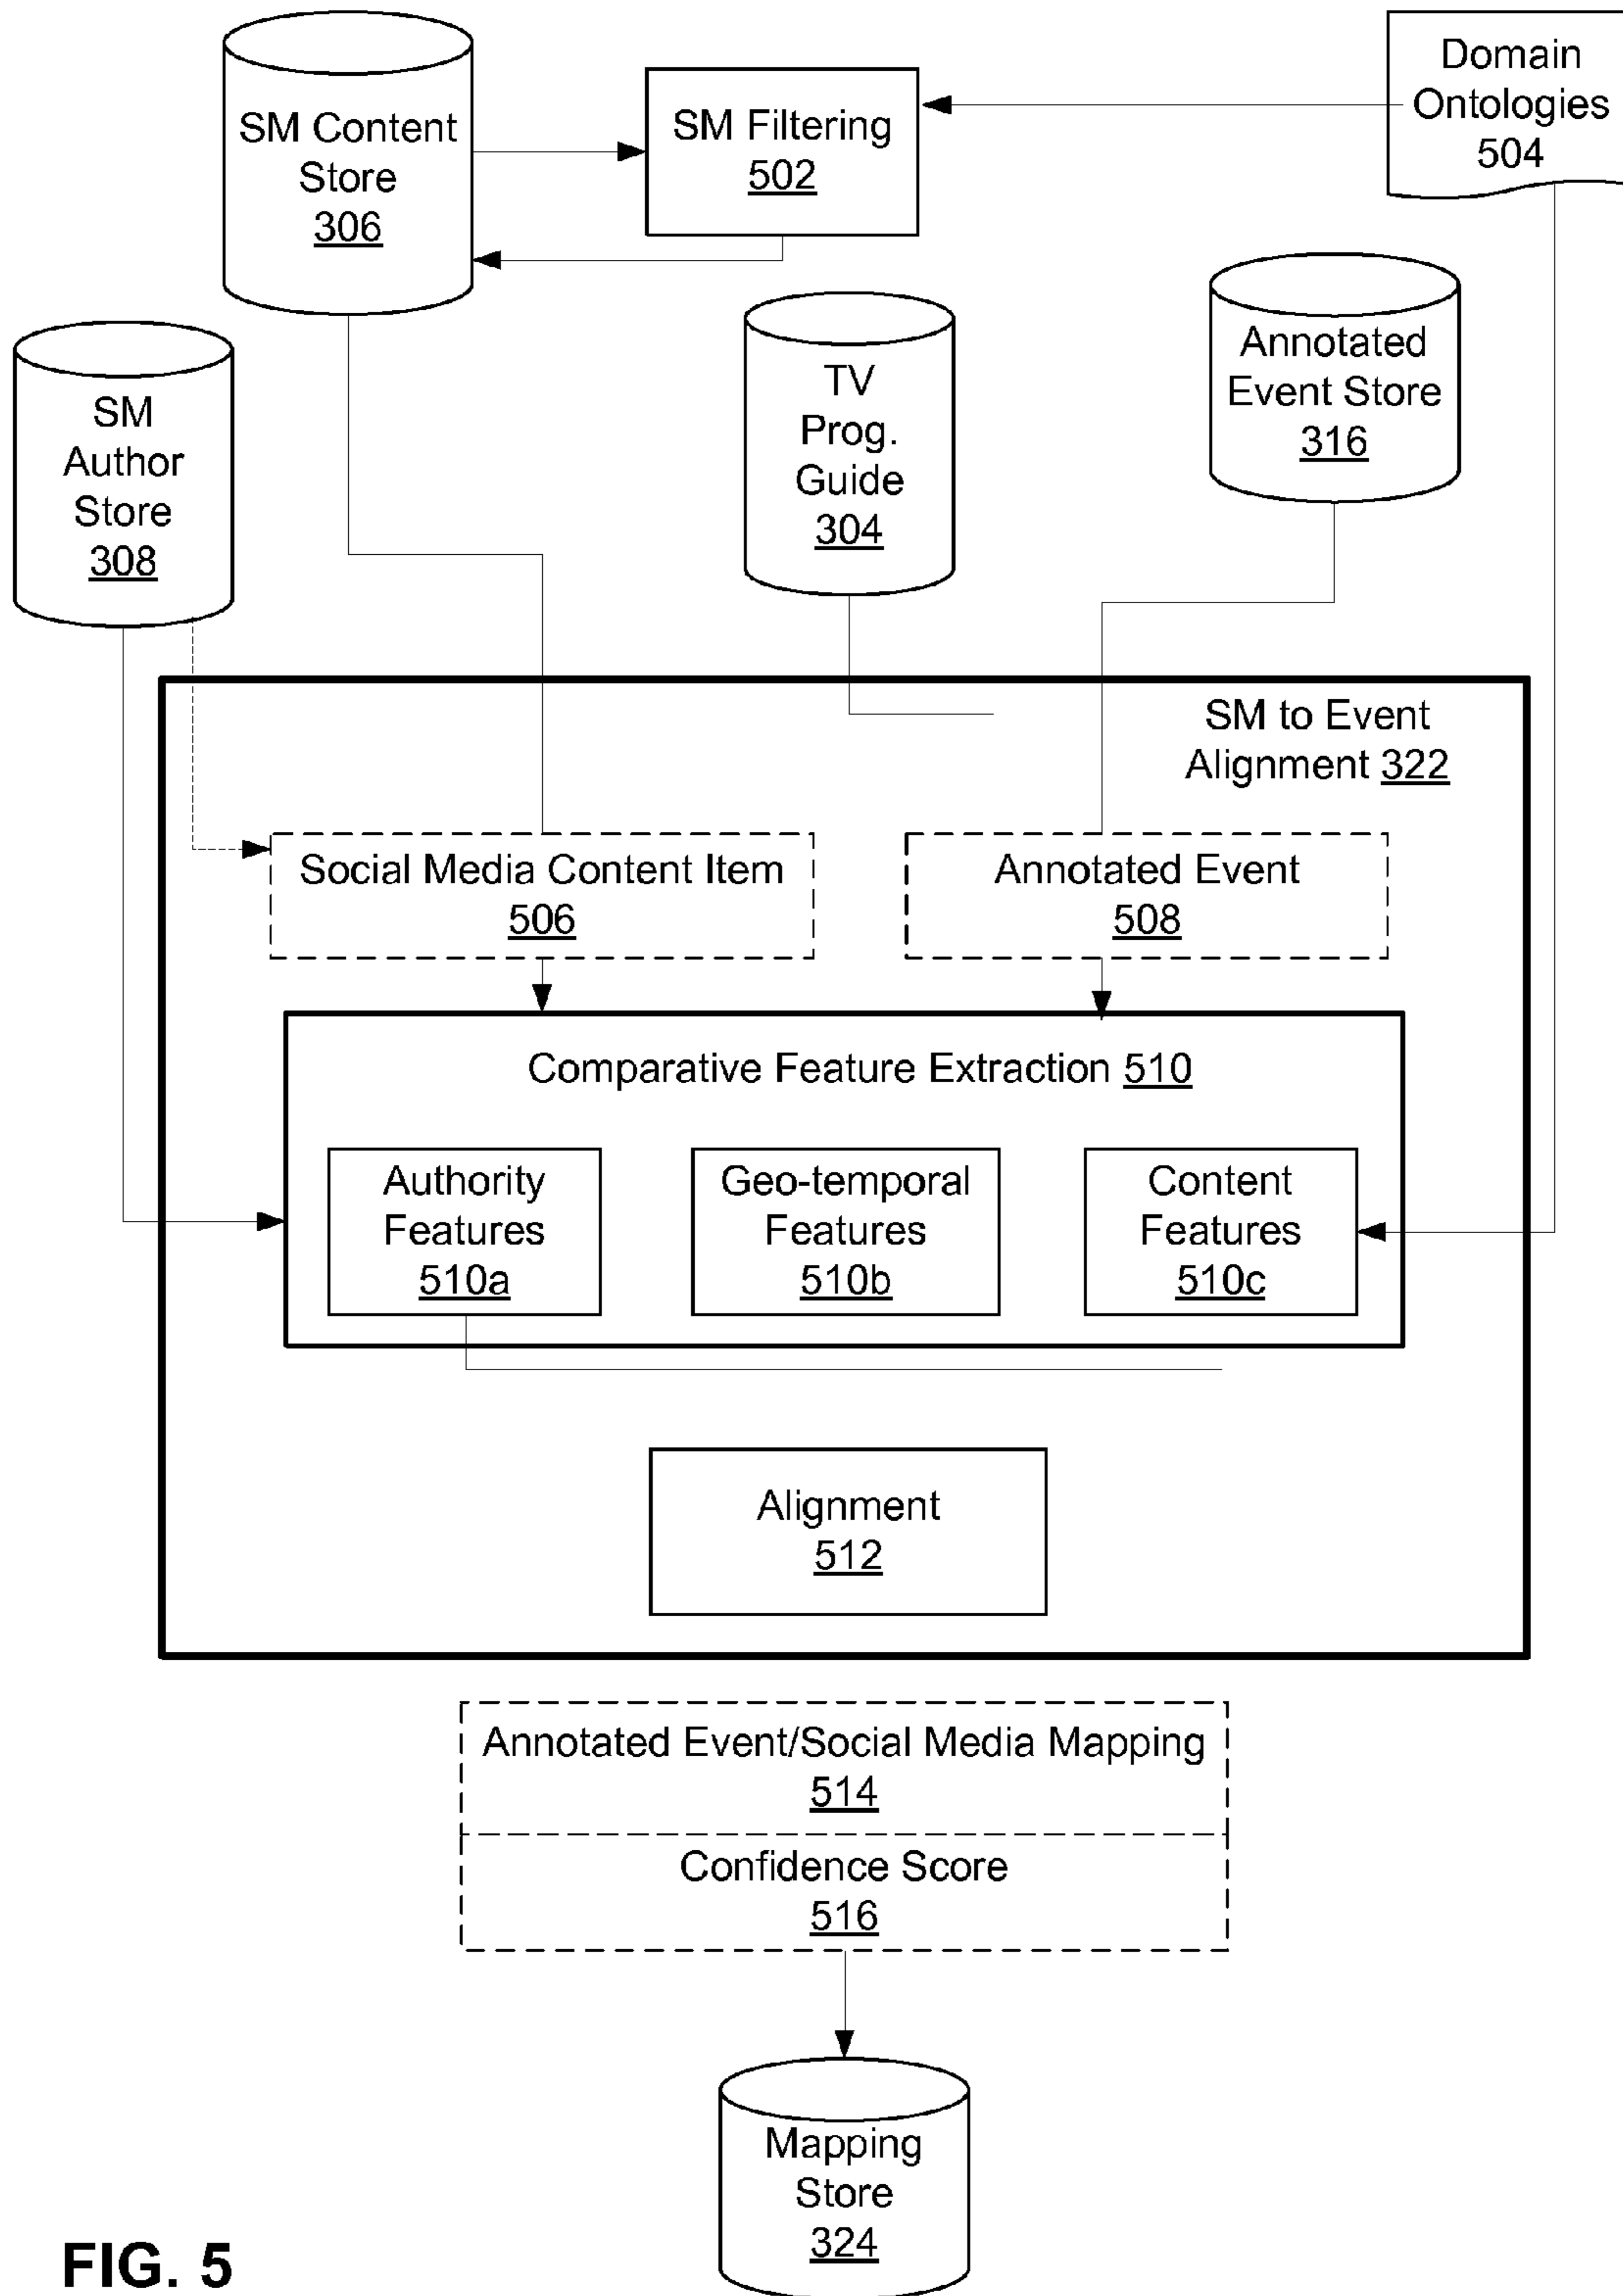 SM Content
Store
306
SM Filtering
502
Domain
Ontologies
504
SM
Author
Store
308
TV
Prog.
Guide
304
Annotated
Event Store
316
SM to Event
Alignment 322
Social Media Content Item
506
Annotated Event
508
Comparative Feature Extraction 510
Authority
Features
510a
Geo-temporal
Features
510b
Content
Features
510c
Alignment
512
Annotated Event/Social Media Mapping
514
Confidence Score
516
Mapping
Store
324
FIG. 5